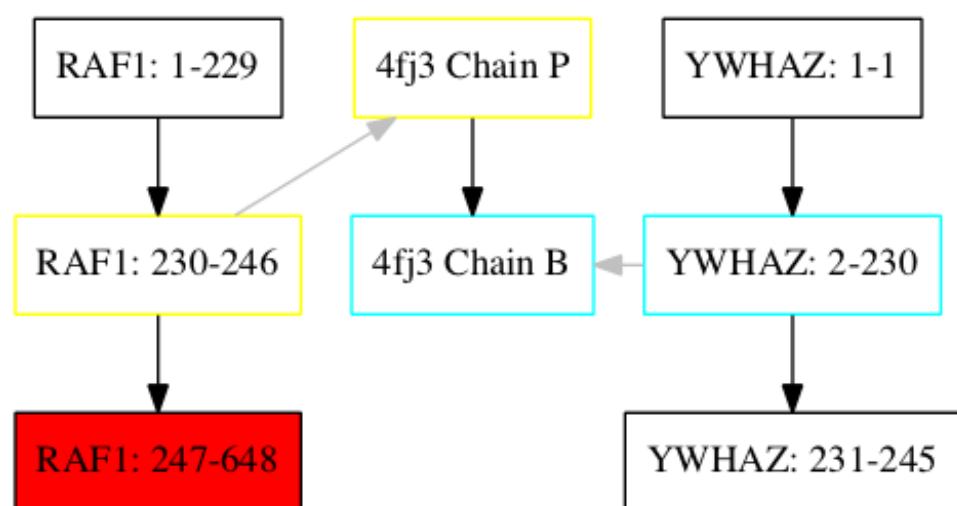 RAF1: 1-229
4fj3 Chain P
YWHAZ: 1-1
RAF1: 230-246
4fj3 Chain B
YWHAZ: 2-230
RAF1: 247-648
YWHAZ: 231-245